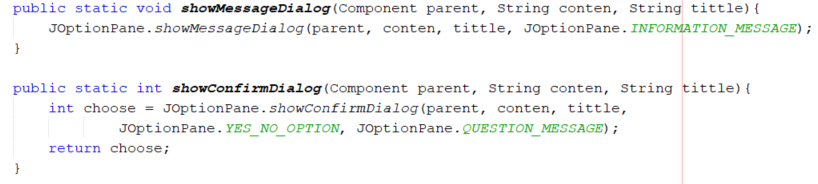 public static void showMessageDialog(Component parent, String conten, String tittle){
    JOptionPane.showMessageDialog(parent, conten, tittle, JOptionPane.INFORMATION_MESSAGE);
}
public static int showConfirmDialog(Component parent, String conten, String tittle){
    int choose = JOptionPane.showConfirmDialog(parent, conten, tittle,
            JOptionPane.YES_NO_OPTION, JOptionPane.QUESTION_MESSAGE);
    return choose;
}